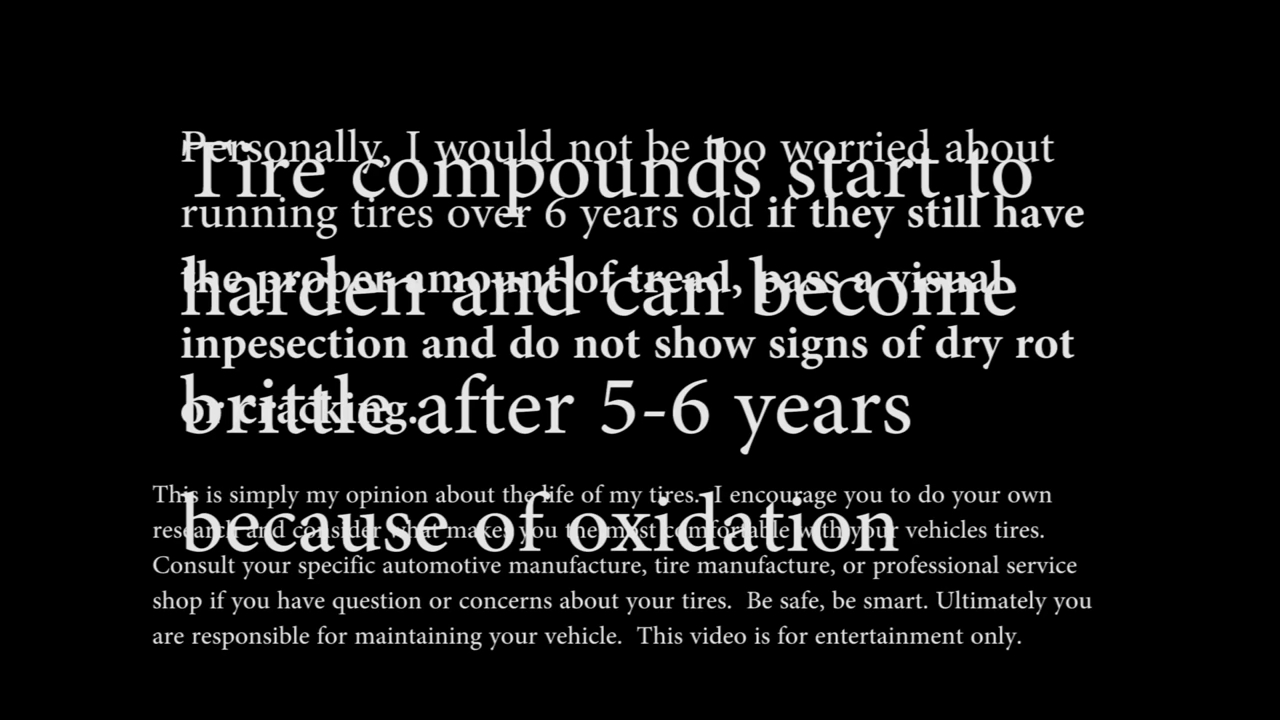 Personally, I would not be too worried about
Tire compounds start to
running tires over 6 years old if they still have
the proper amount of tread, pass a visual
harden and can become
inpesection and do not show signs of dry rot
brittle after 5-6 years
or cracking.
This is simply my opinion about the life of my tires.  I encourage you to do your own
because of oxidation
research and consider what makes you the most comfortable with your vehicles tires.
Consult your specific automotive manufacture, tire manufacture, or professional service
shop if you have question or concerns about your tires.  Be safe, be smart. Ultimately you
are responsible for maintaining your vehicle.  This video is for entertainment only.